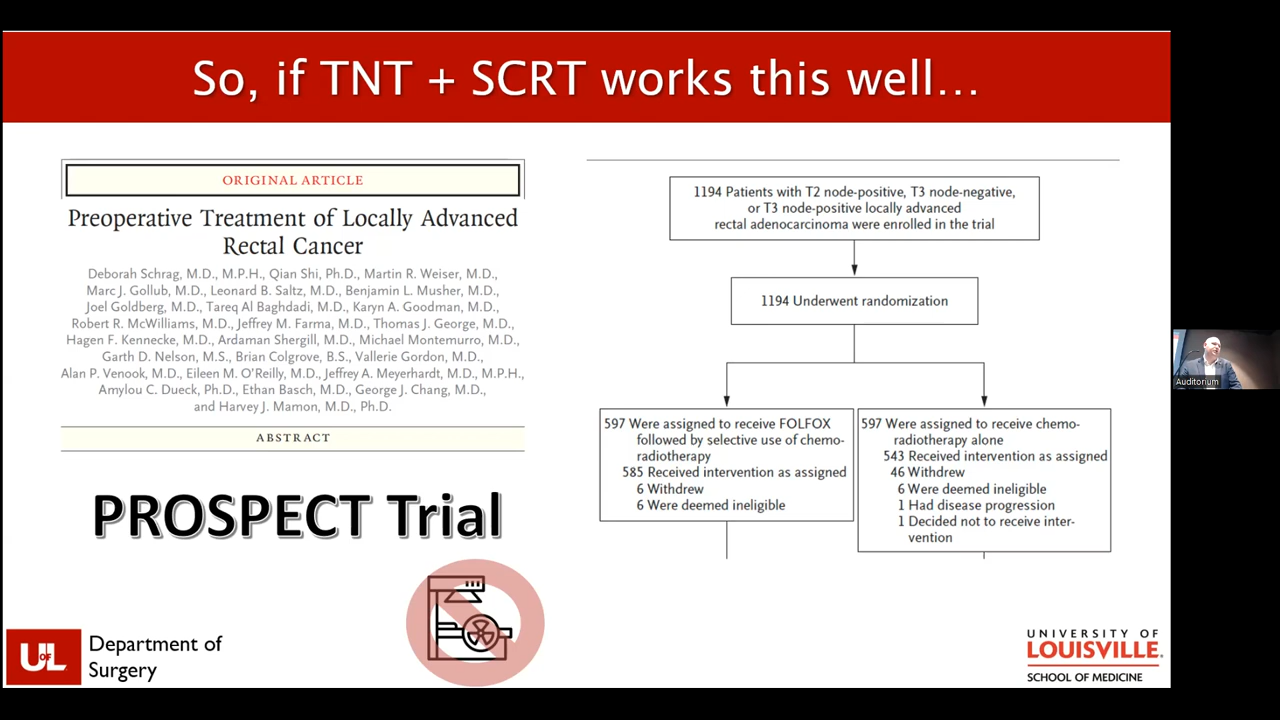 So, if TNT + SCRT works this well...
ORIGINAL ARTICLE
Preoperative Treatment of Locally Advanced
Rectal Cancer
Deborah Schrag, M.D., M.P.H., Qian Shi, Ph.D., Martin R. Weiser, M.D.,
Marc J. Gollub, M.D., Leonard B. Saltz, M.D., Benjamin L. Musher, M.D.,
Joel Goldberg, M.D., Tareq Al Baghdadi, M.D., Karyn A. Goodman, M.D.,
Robert R. McWilliams, M.D., Jeffrey M. Farma, M.D., Thomas J. George, M.D.,
Hagen F. Kennecke, M.D., Ardaman Shergill, M.D., Michael Montemurro, M.D.,
Garth D. Nelson, M.S., Brian Colgrove, B.S., Vallerie Gordon, M.D.,
Alan P. Venook, M.D., Eileen M. O'Reilly, M.D., Jeffrey A. Meyerhardt, M.D., M.P.H.,
Amylou C. Dueck, Ph.D., Ethan Basch, M.D., George J. Chang, M.D.,
and Harvey J. Mamon, M.D., Ph.D.
ABSTRACT
PROSPECT Trial
1194 Patients with T2 node-positive, T3 node-negative,
or T3 node-positive locally advanced
rectal adenocarcinoma were enrolled in the trial
1194 Underwent randomization
597 Were assigned to receive FOLFOX
followed by selective use of chemo-
radiotherapy
585 Received intervention as assigned
6 Withdrew
6 Were deemed ineligible
597 Were assigned to receive chemo-
radiotherapy alone
543 Received intervention as assigned
46 Withdrew
6 Were deemed ineligible
1 Had disease progression
1 Decided not to receive inter-
vention
UofL
Department of
Surgery
UNIVERSITY OF
LOUISVILLE.
SCHOOL OF MEDICINE
Auditorium